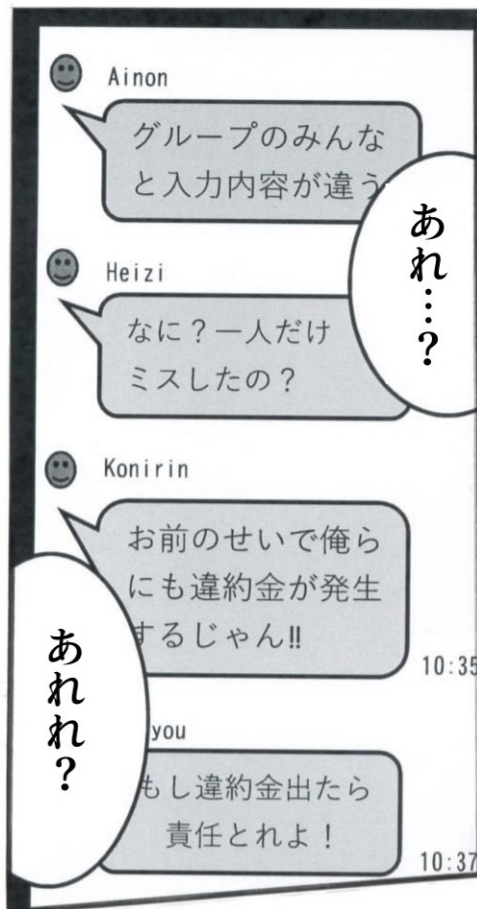 Ainon
グループのみんな
と入力内容が違う
あれ…?
Heizi
なに?一人だけ
ミスしたの?
Konirin
お前のせいで俺ら
にも違約金が発生
するじゃん!!
10:35
あれれ?
you
もし違約金出たら
責任とれよ!
10:37